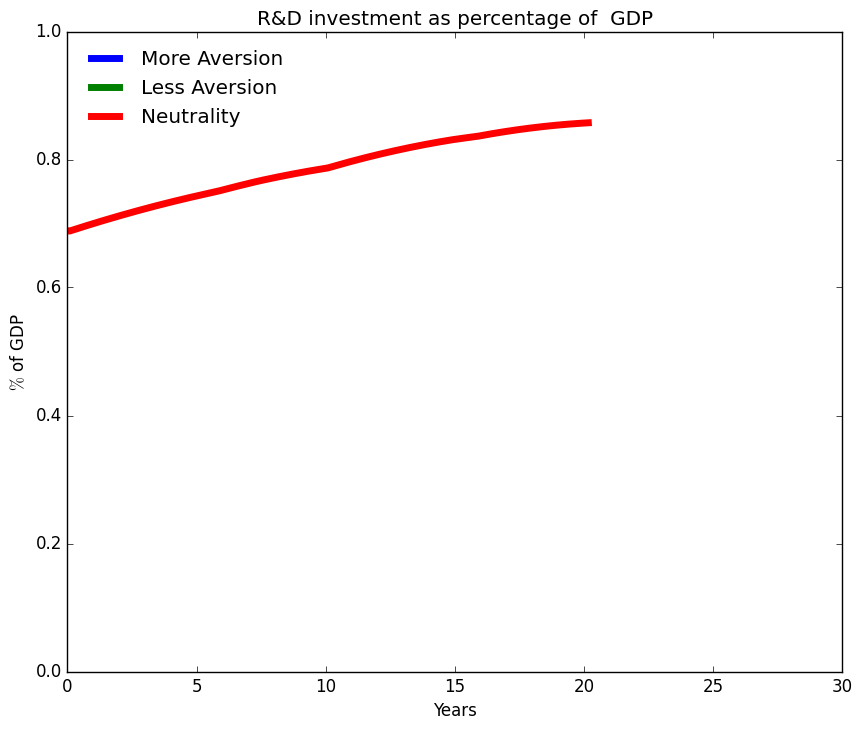 R&D investment as percentage of  GDP
More Aversion
Less Aversion
Neutrality
1.0
0.8
0.6
0.4
0.2
0.0
% of GDP
0 5 10 15 20 25 30
Years